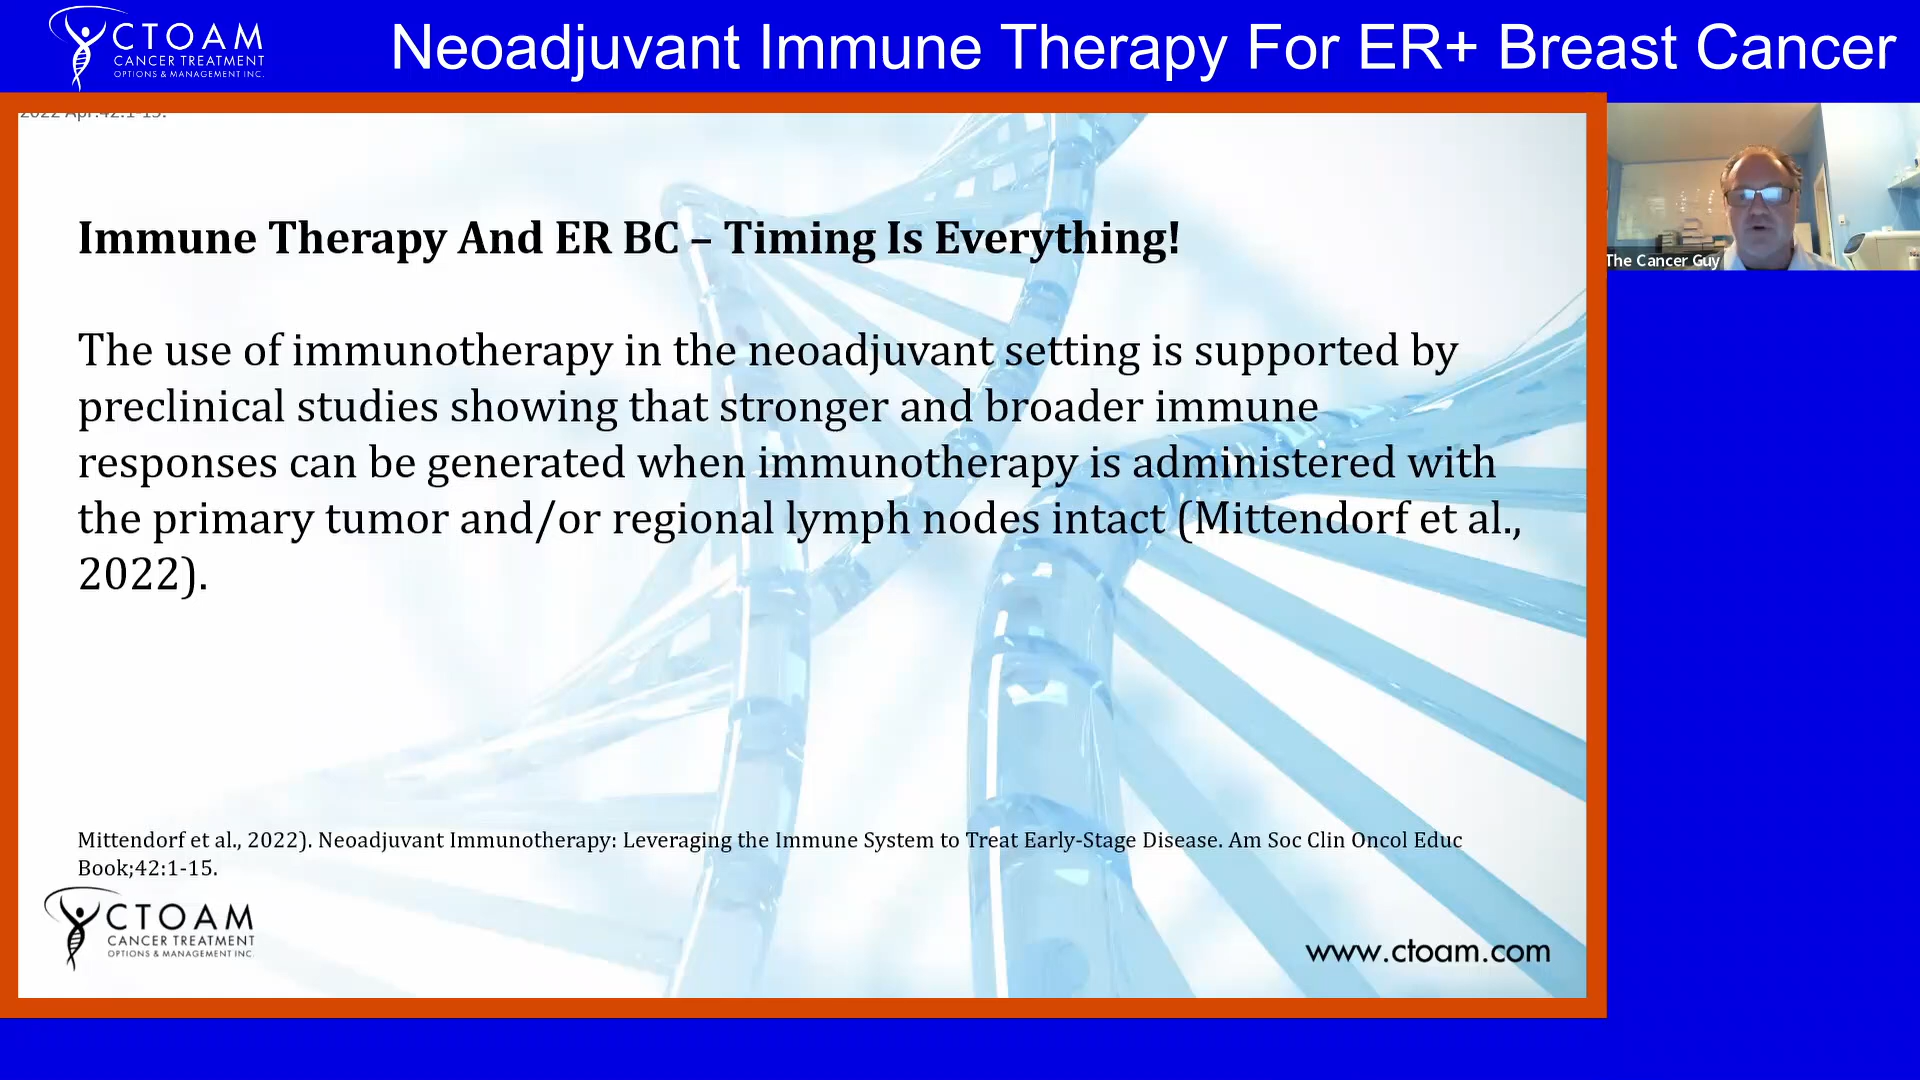 CTOAM
CANCER TREATMENT
OPTIONS & MANAGEMENT INC.
Neoadjuvant Immune Therapy For ER+ Breast Cancer
2022 Apr:42:1-15.
The Cancer Guy
Immune Therapy And ER BC – Timing Is Everything!
The use of immunotherapy in the neoadjuvant setting is supported by
preclinical studies showing that stronger and broader immune
responses can be generated when immunotherapy is administered with
the primary tumor and/or regional lymph nodes intact (Mittendorf et al.,
2022).
Mittendorf et al., 2022). Neoadjuvant Immunotherapy: Leveraging the Immune System to Treat Early-Stage Disease. Am Soc Clin Oncol Educ
Book;42:1-15.
CTOAM
CANCER TREATMENT
OPTIONS & MANAGEMENT INC.
www.ctoam.com